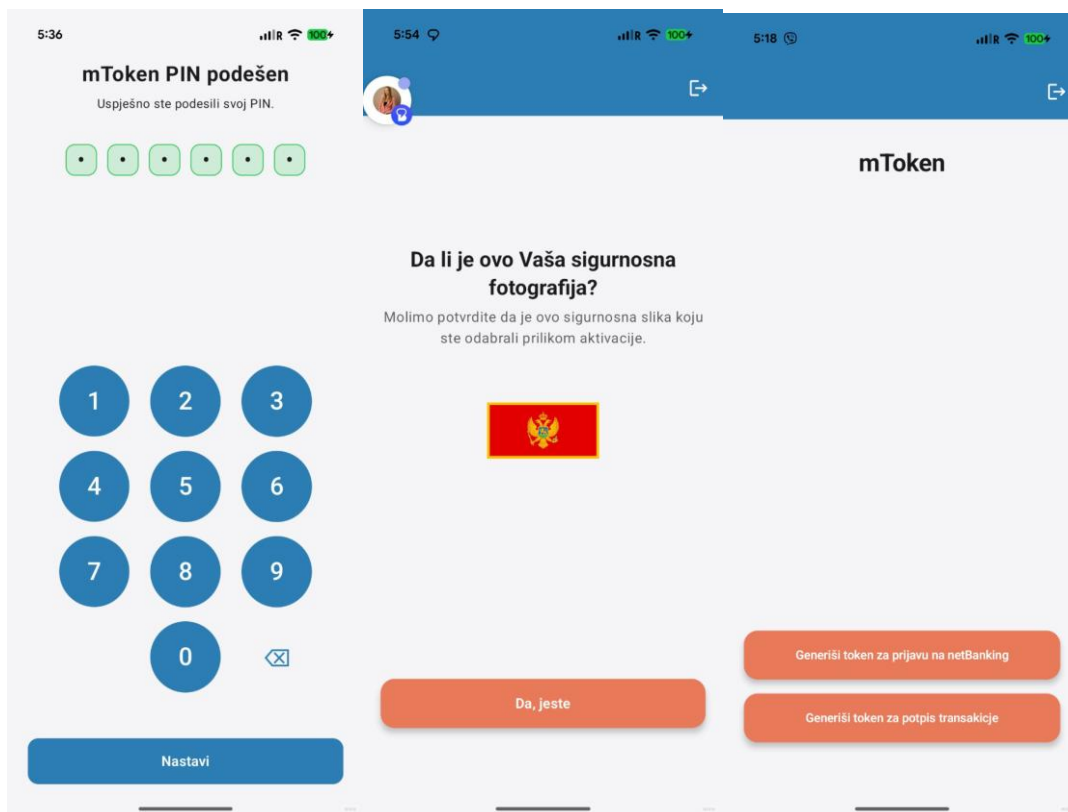 5:36
R 100
mToken PIN podešen
Uspješno ste podesili svoj PIN.
1 2 3
4 5 6
7 8 9
0
Nastavi
5:54
R 100
Da li je ovo Vaša sigurnosna
fotografija?
Molimo potvrdite da je ovo sigurnosna slika koju
ste odabrali prilikom aktivacije.
Da, jeste
5:18
R 100
mToken
Generiši token za prijavu na netBanking
Generiši token za potpis transakicje